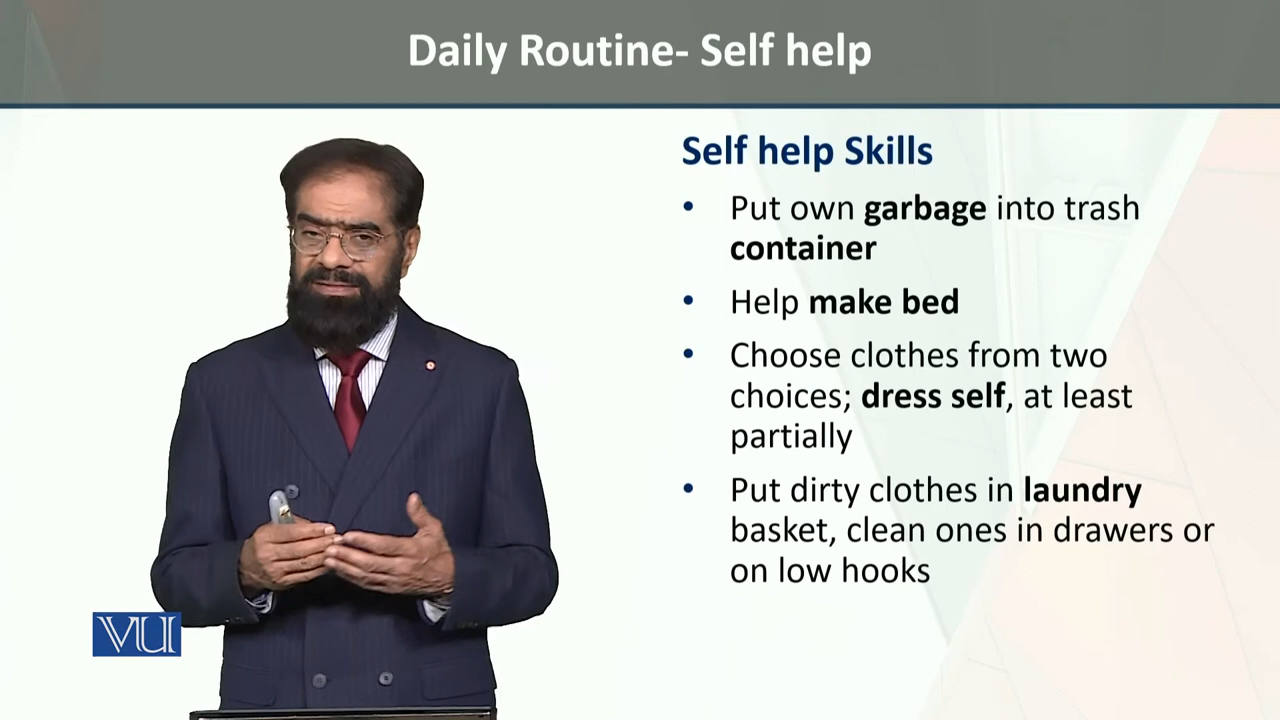 Daily Routine- Self help
Self help Skills
• Put own garbage into trash
container
• Help make bed
• Choose clothes from two
choices; dress self, at least
partially
• Put dirty clothes in laundry
basket, clean ones in drawers or
on low hooks
VU